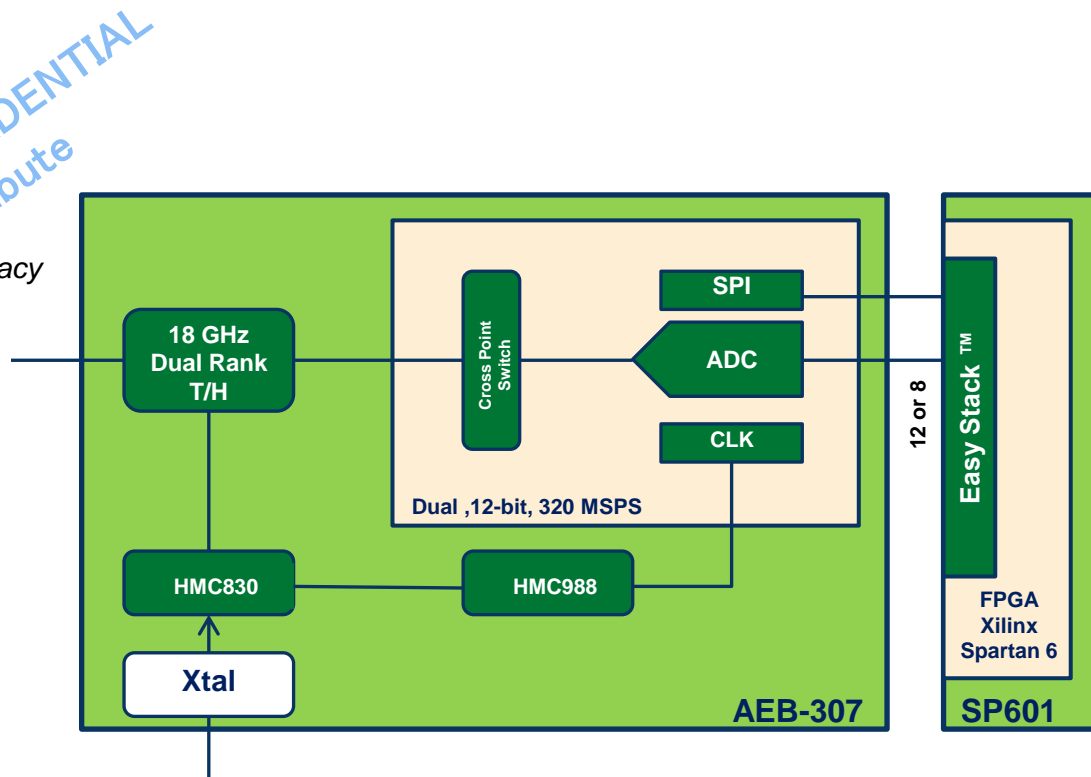 DENTIAL
bute
acy
18 GHz
Dual Rank
T/H
Cross Point
Switch
SPI
ADC
CLK
Dual ,12-bit, 320 MSPS
HMC830
HMC988
Xtal
AEB-307
12 or 8
Easy Stack ™
FPGA
Xilinx
Spartan 6
SP601